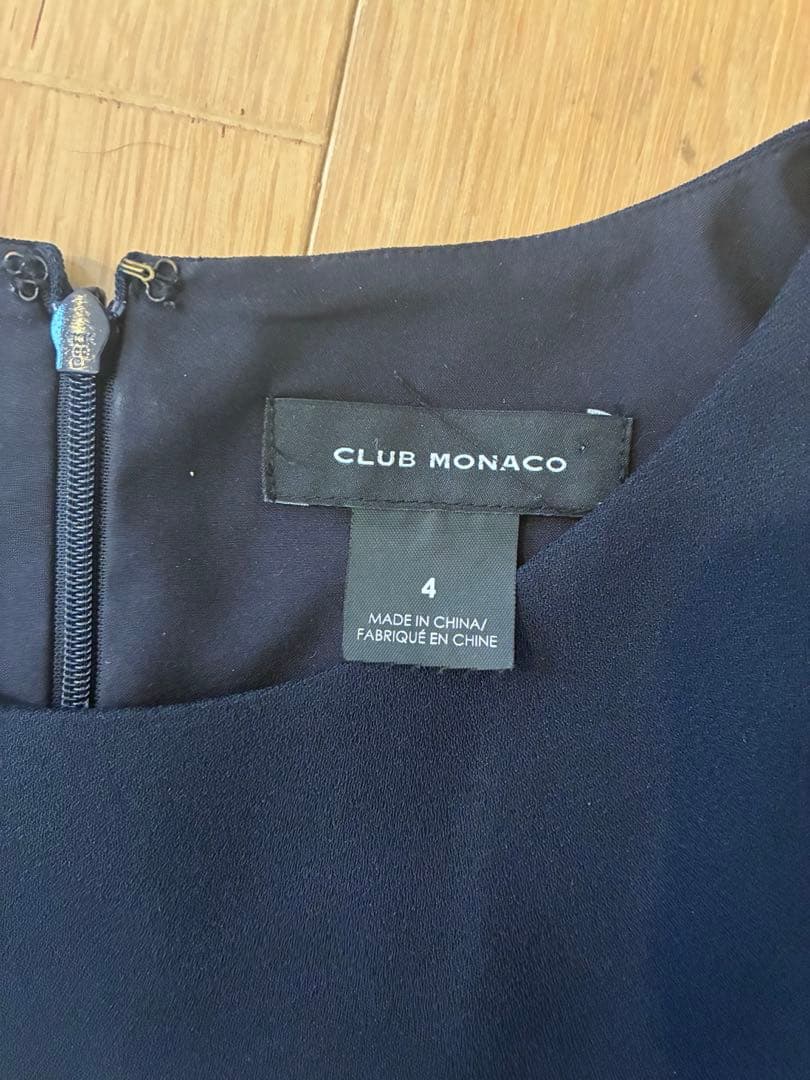 CLUB MONACO
4
MADE IN CHINA/
FABRIQUÉ EN CHINE